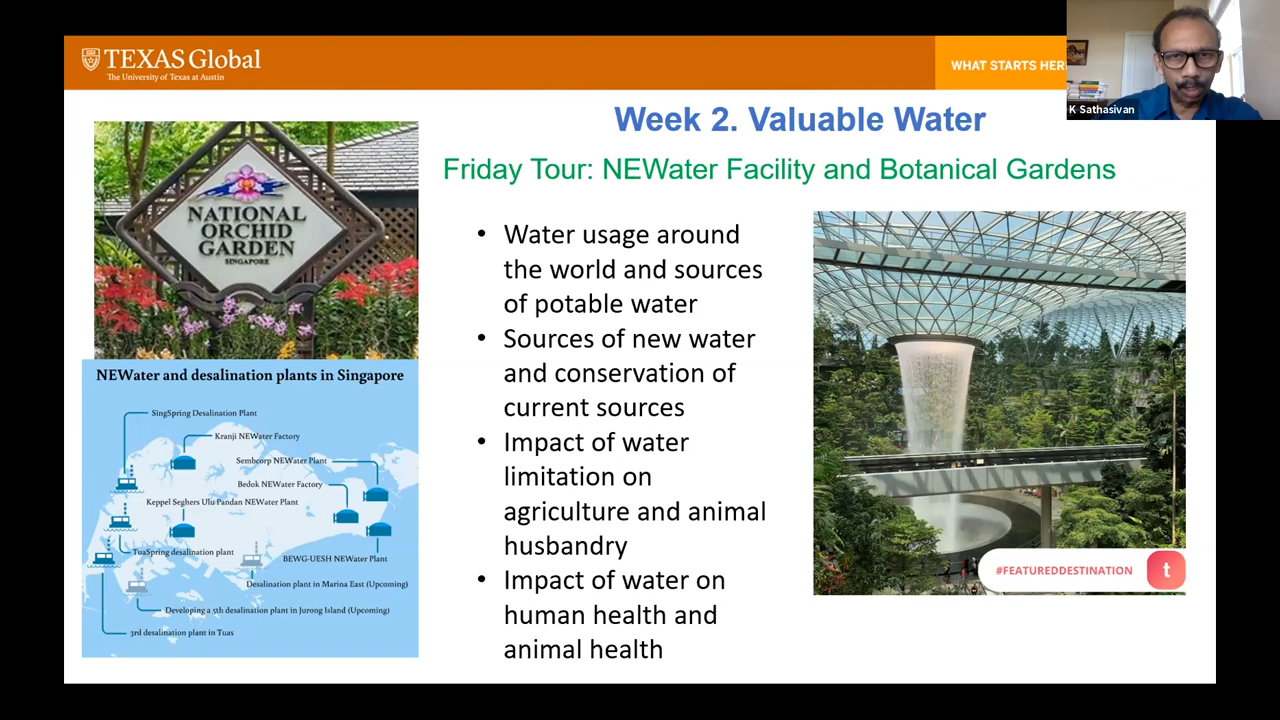 TEXAS Global
The University of Texas at Austin
WHAT STARTS HER
K Sathasivan
Week 2. Valuable Water
Friday Tour: NEWater Facility and Botanical Gardens
NATIONAL
ORCHID
GARDEN
SINGAPORE
NEWater and desalination plants in Singapore
SingSpring Desalination Plant
Kranji NEWater Factory
Sembcorp NEWater Plant
Bedok NEWater Factory
Keppel Seghers Ulu Pandan NEWater Plant
TuaSpring desalination plant
BEWG-UESH NEWater Plant
Desalination plant in Marina East (Upcoming)
Developing a 5th desalination plant in Jurong Island (Upcoming)
3rd desalination plant in Tuas
• Water usage around
the world and sources
of potable water
• Sources of new water
and conservation of
current sources
• Impact of water
limitation on
agriculture and animal
husbandry
• Impact of water on
human health and
animal health
#FEATUREDDESTINATION
t